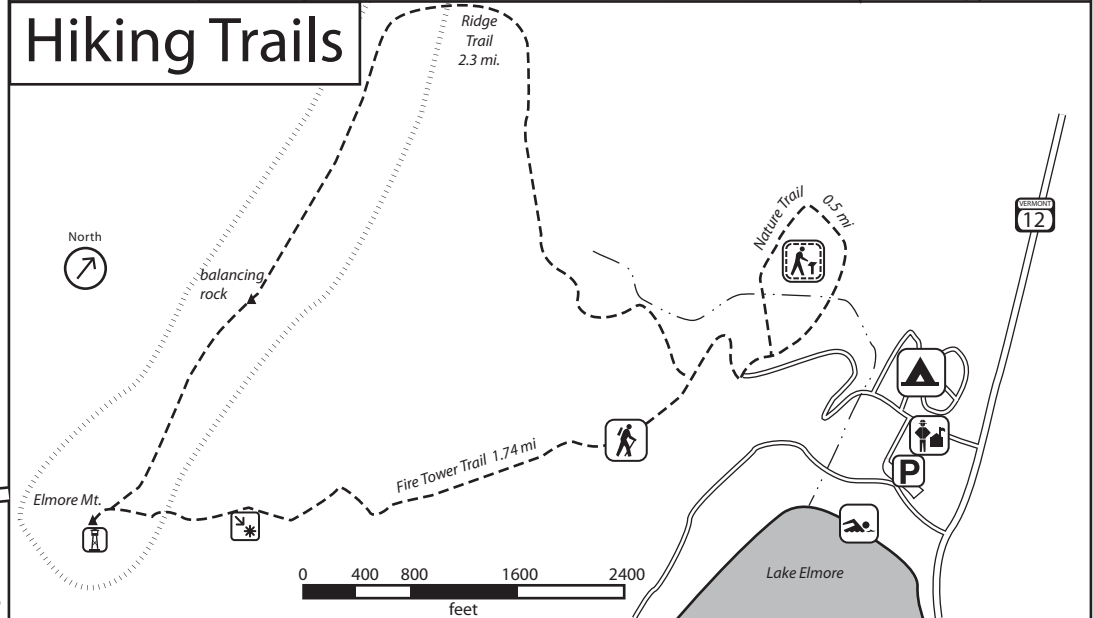 Hiking Trails
Ridge
Trail
2.3 mi.
Nature Trail
0.5 mi
VERMONT
12
North
balancing
rock
Fire Tower Trail 1.74 mi
Elmore Mt.
P
0 400 800 1600 2400
feet
Lake Elmore